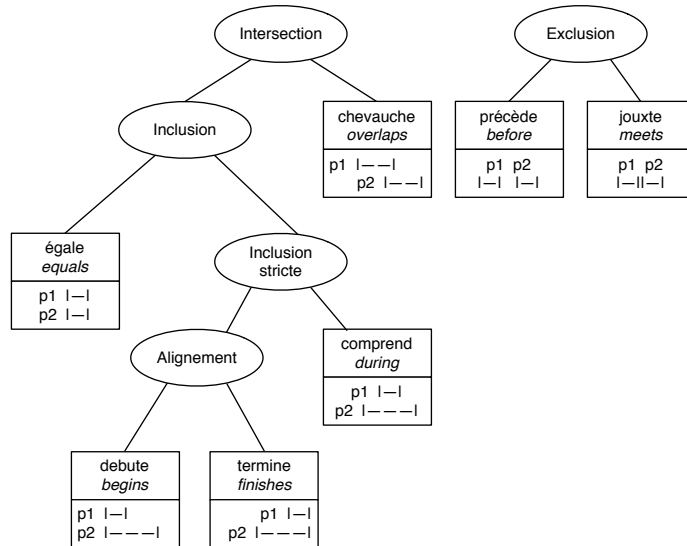 Intersection
Exclusion
Inclusion
chevauche
overlaps
p1 I——I
p2 I——I
précède
before
p1 p2
I—I I—I
jouxte
meets
p1 p2
I—II—I
égale
equals
p1 I—I
p2 I—I
Inclusion
stricte
Alignement
comprend
during
p1 I—I
p2 I———I
debute
begins
p1 I—I
p2 I———I
termine
finishes
p1 I—I
p2 I———I